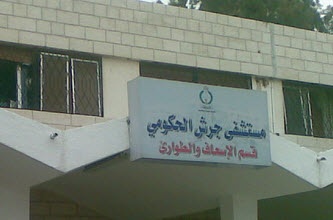 مستشفى جرش الحكومي
قسم الإسعاف والطوارئ